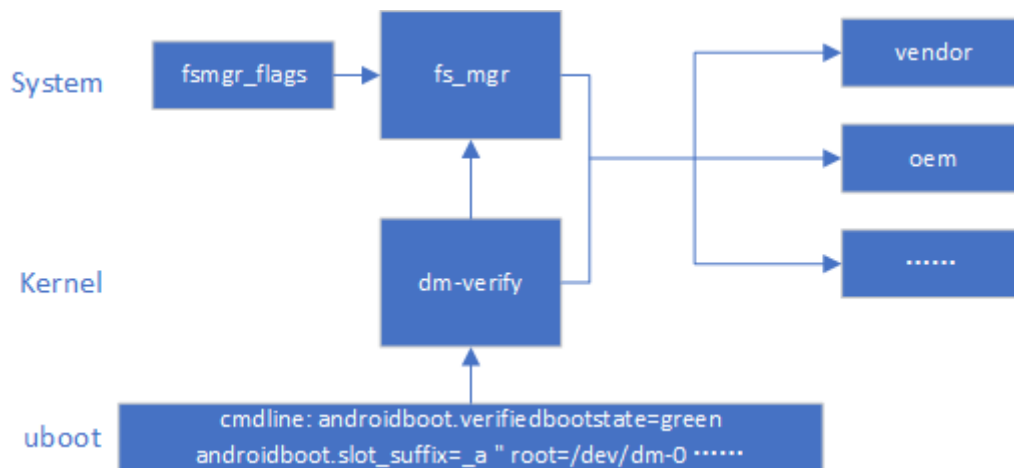 System
fsmgr_flags
fs_mgr
vendor
oem
······
Kernel
dm-verify
uboot
cmdline: androidboot.verifiedbootstate=green
androidboot.slot_suffix=_a " root=/dev/dm-0 ······